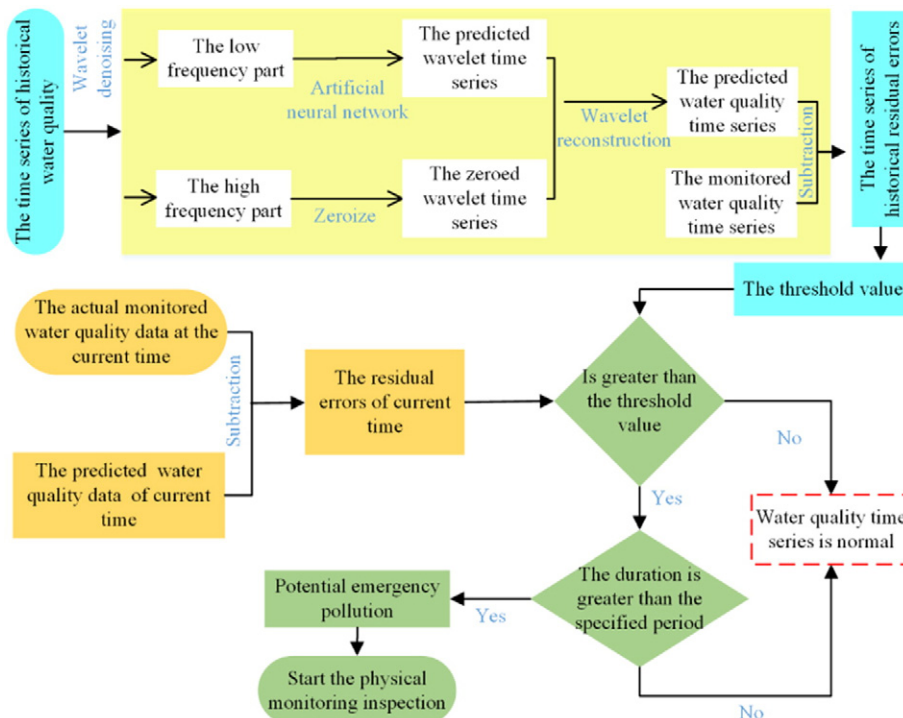 The time series of historical
water quality
Wavelet
denoising
The low
frequency part
Artificial
neural network
The predicted
wavelet time
series
The high
frequency part
Zeroize
The zeroed
wavelet time
series
Wavelet
reconstruction
The predicted
water quality
time series
The monitored
water quality
time series
Subtraction
The time series of
historical residual errors
The threshold value
The actual monitored
water quality data at the
current time
Subtraction
The predicted water
quality data of current
time
The residual
errors of current
time
Is greater than
the threshold
value
No
Yes
Water quality time
series is normal
The duration is
greater than the
specified period
Yes
No
Potential emergency
pollution
Start the physical
monitoring inspection